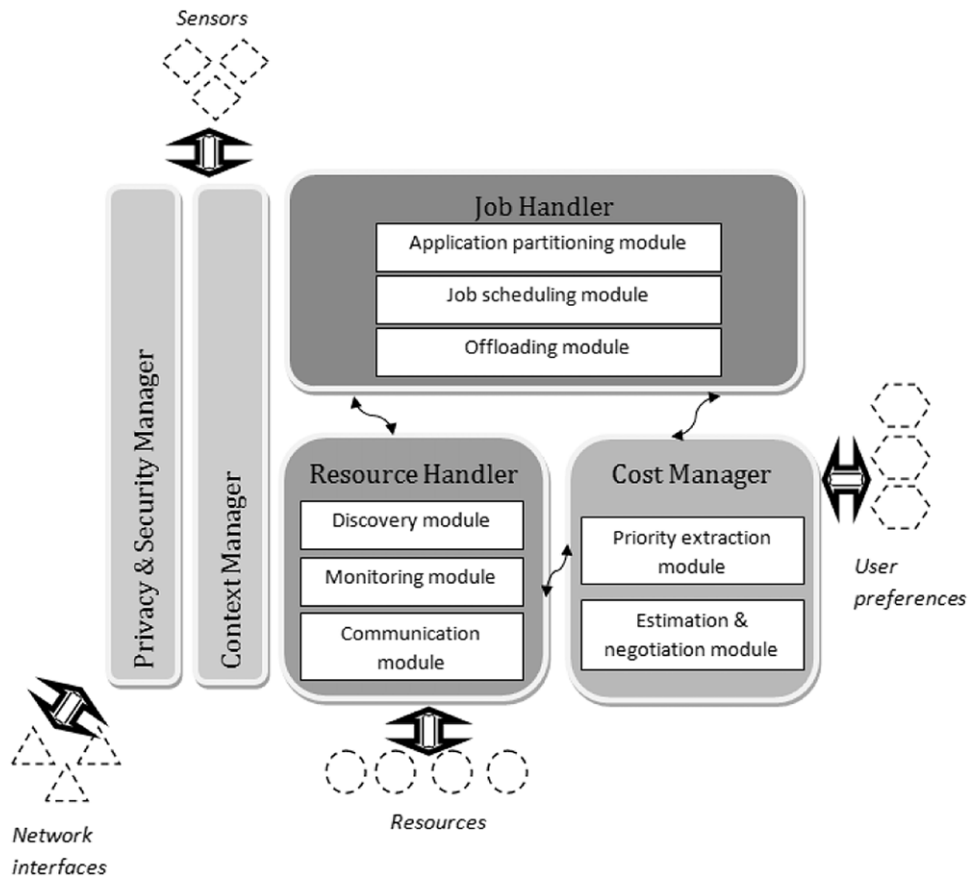 Sensors
Privacy & Security Manager
Context Manager
Job Handler
Application partitioning module
Job scheduling module
Offloading module
Resource Handler
Discovery module
Monitoring module
Communication
module
Cost Manager
Priority extraction
module
Estimation &
negotiation module
User
preferences
Resources
Network
interfaces